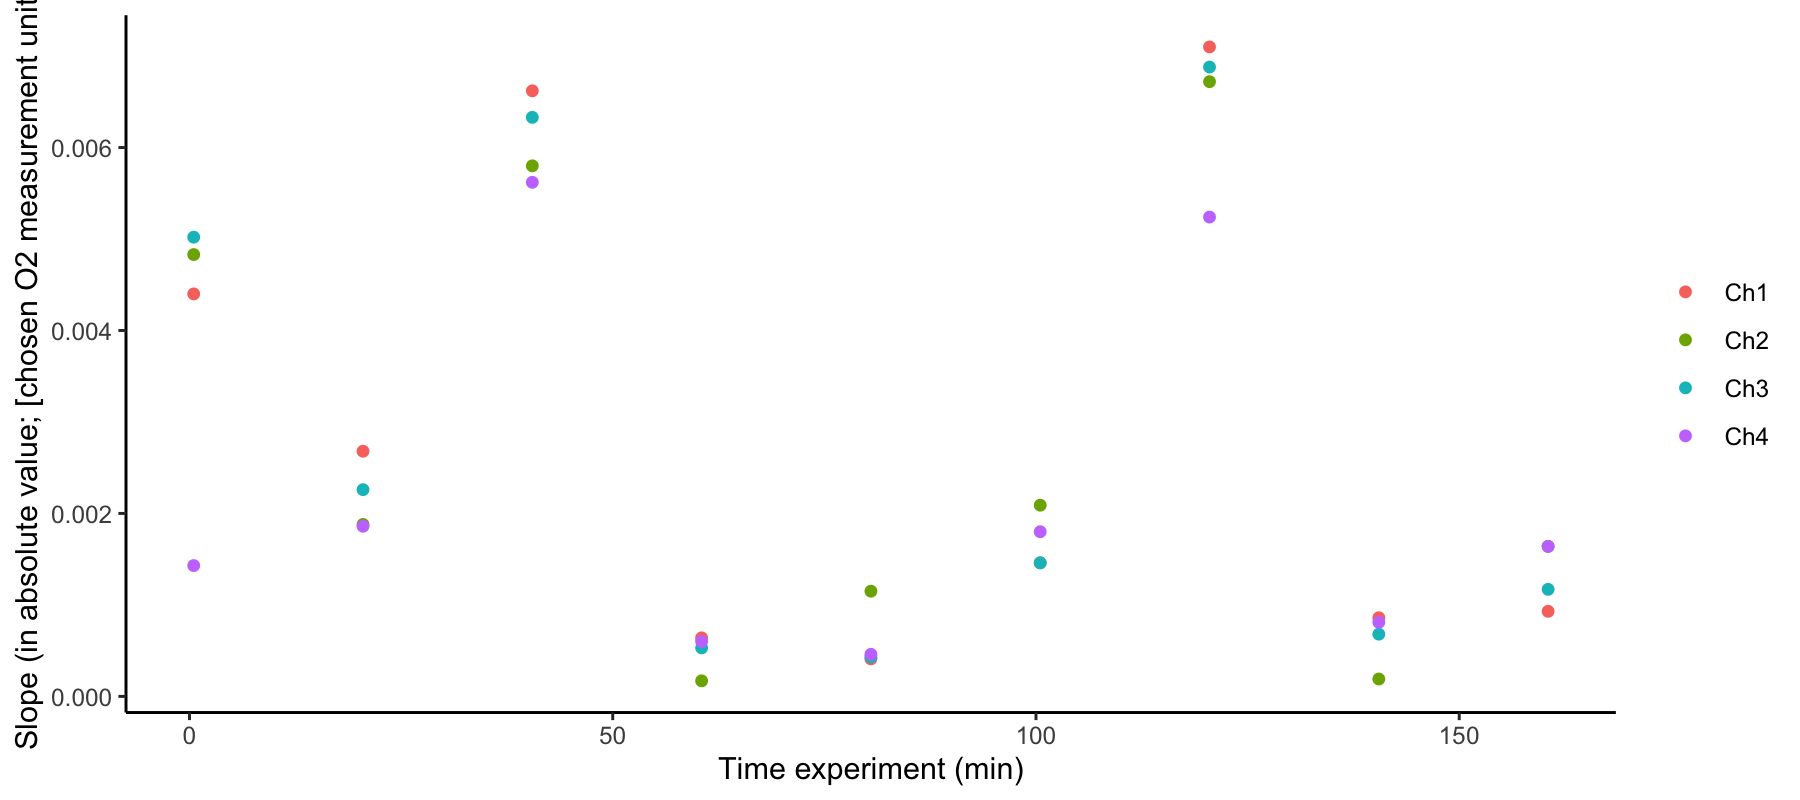 Slope (in absolute value; [chosen O2 measurement unit
0.006
0.004
0.002
0.000
0
50
100
150
Time experiment (min)
Ch1
Ch2
Ch3
Ch4